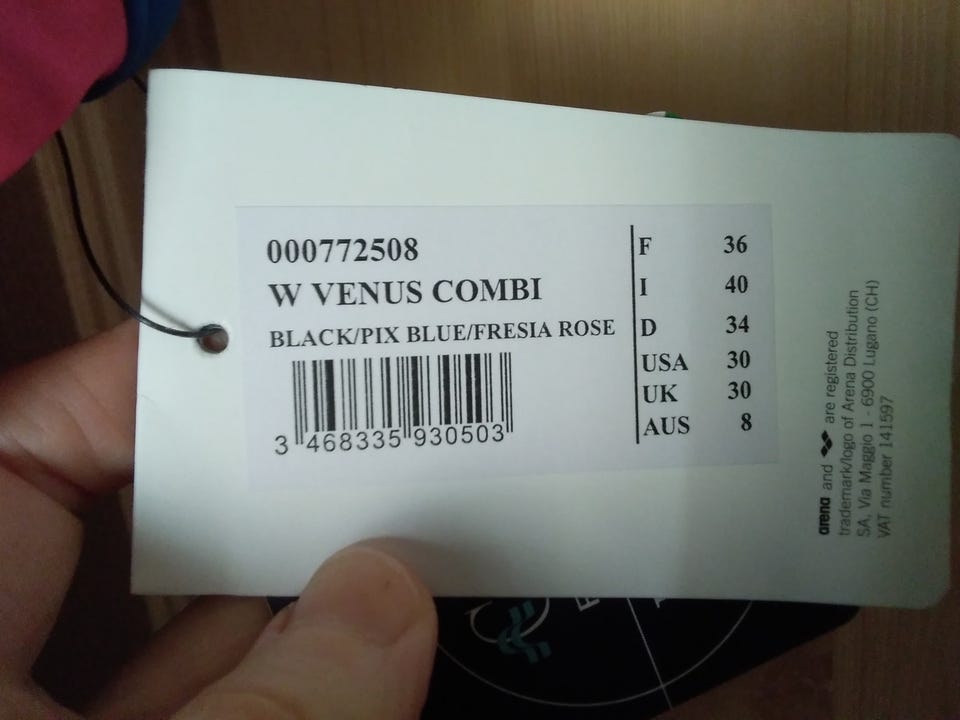 000772508
W VENUS COMBI
BLACK/PIX BLUE/FRESIA ROSE
3 468335 930503
F 36
I 40
D 34
USA 30
UK 30
AUS 8
arena and are registered
trademark/logo of Arena Distribution
SA, Via Maggio 1 - 6900 Lugano (CH)
VAT number 141597